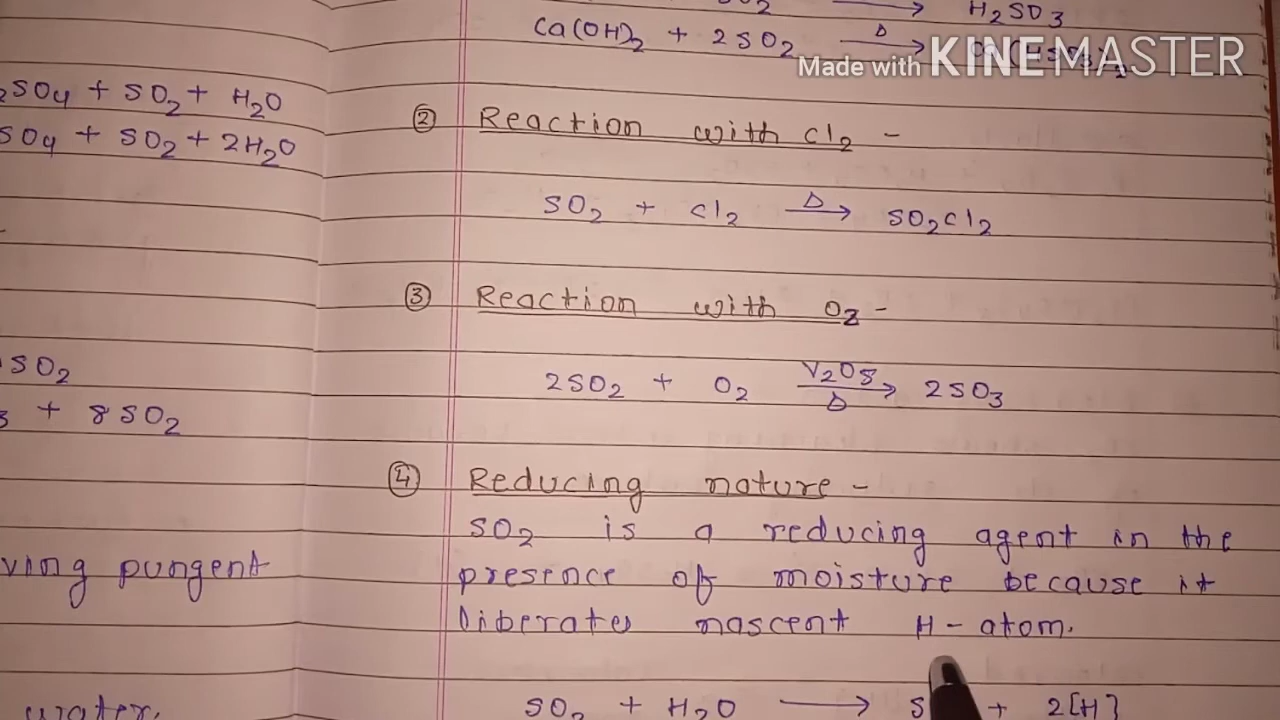 H2SO3
Ca(OH)2 + 2SO2 Δ→
Made with KINEMASTER
2SO4 + SO2 + H2O
SO4 + SO2 + 2H2O
SO2
3 + 8SO2
ving pungent
water.
② Reaction with Cl2 -
SO2 + Cl2 Δ→ SO2Cl2
③ Reaction with O2 -
2SO2 + O2 V2O5→Δ 2SO3
④ Reducing nature -
SO2 is a reducing agent in the
presence of moisture because it
liberates nascent H-atom.
SO2 + H2O → S + 2[H]